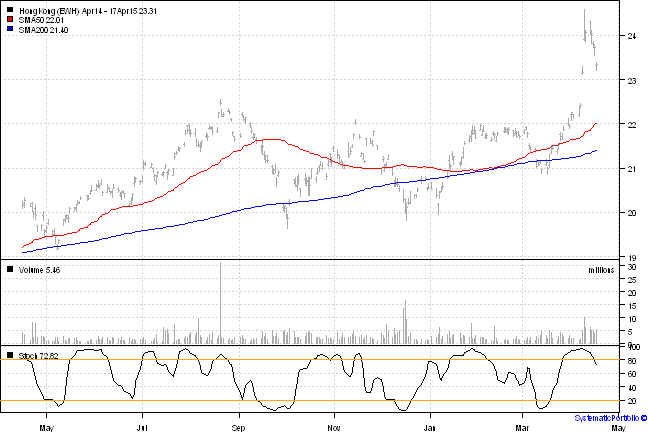 Hong Kong (EWH) Apr14 - 17Apr15 23.31
SMA50 22.01
SMA200 21.40
24
23
22
21
20
19
Volume 5.46
millions
30
25
20
15
10
5
0
Stoch 72.82
100
80
60
40
20
May
Jul
Sep
Nov
Jan
Mar
May
SystematicPortfolio ©